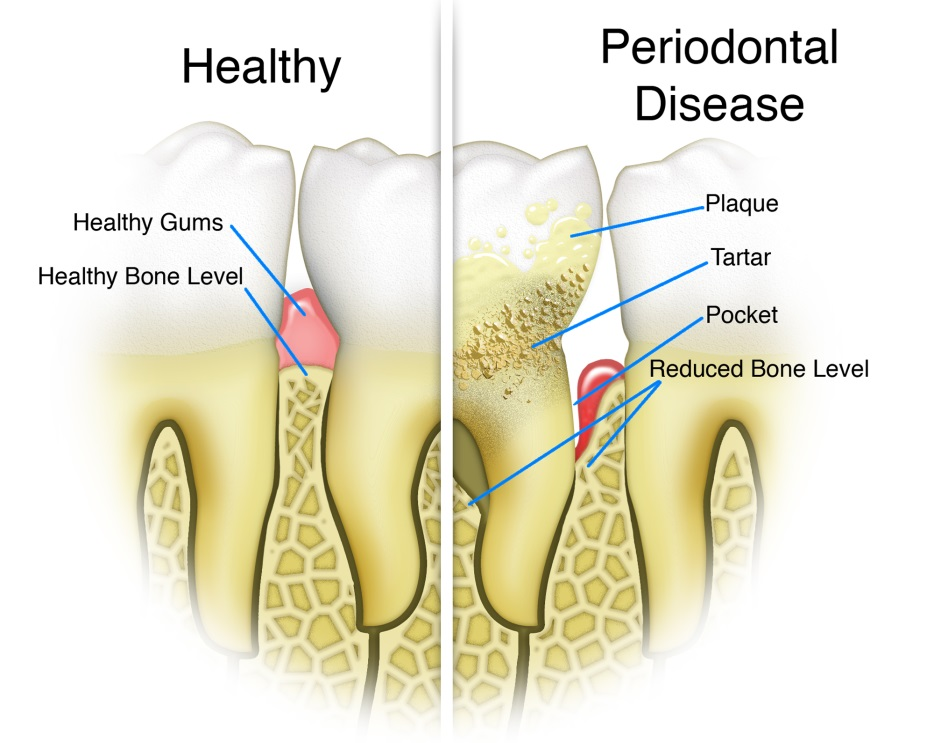 Healthy
Healthy Gums
Healthy Bone Level
Periodontal
Disease
Plaque
Tartar
Pocket
Reduced Bone Level